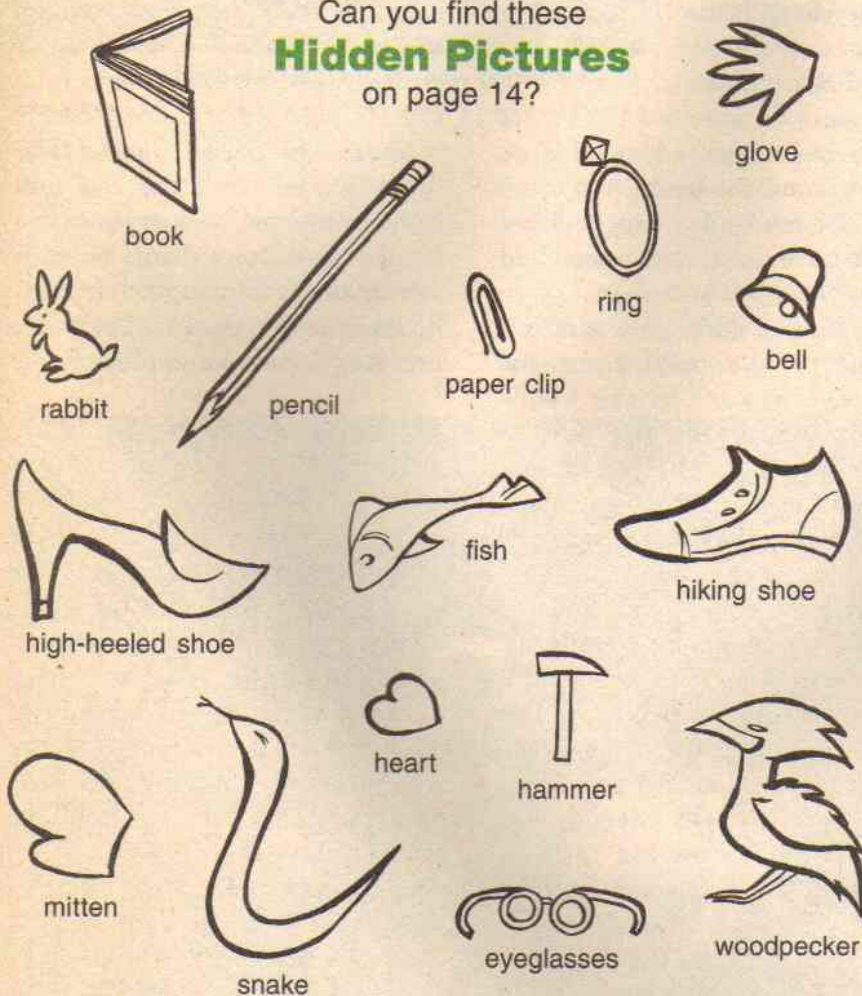 Can you find these
Hidden Pictures
on page 14?
glove
book
ring
bell
rabbit
pencil
paper clip
fish
hiking shoe
high-heeled shoe
heart
hammer
mitten
snake
eyeglasses
woodpecker